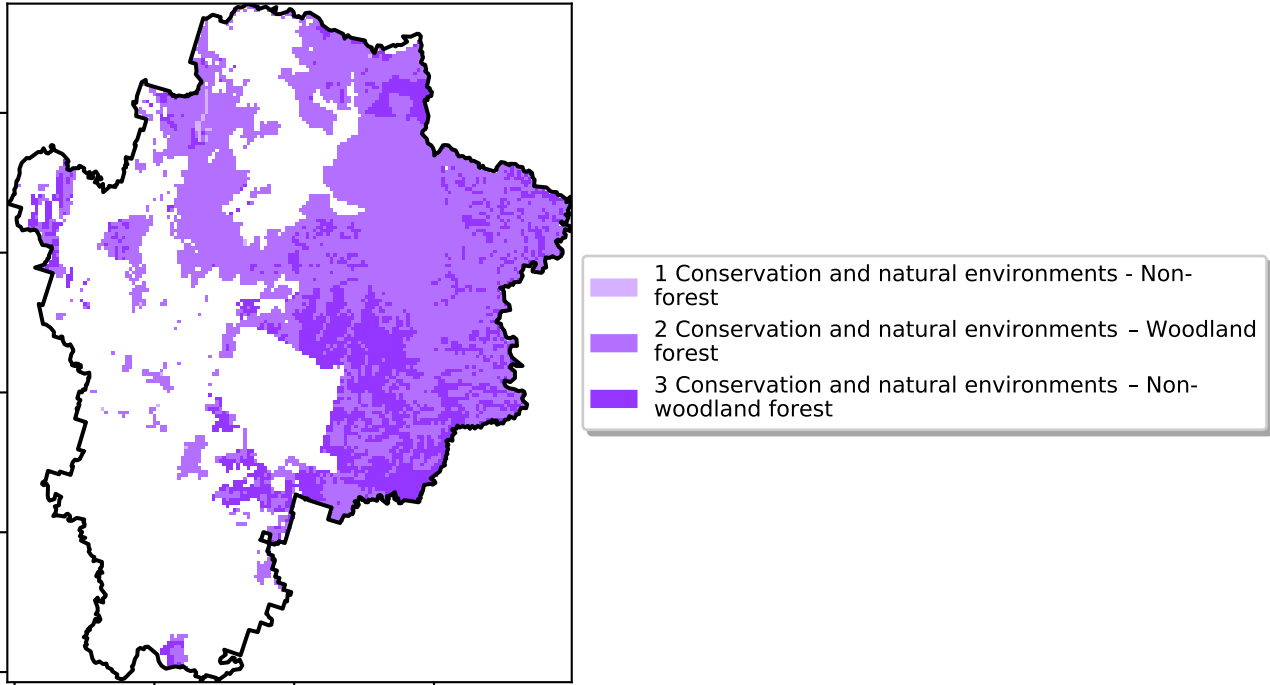 1 Conservation and natural environments - Non-
forest
2 Conservation and natural environments – Woodland
forest
3 Conservation and natural environments – Non-
woodland forest